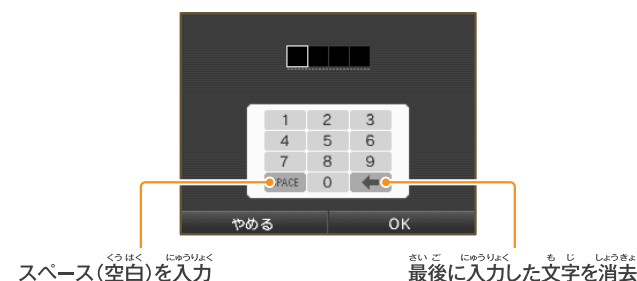 1 2 3
4 5 6
7 8 9
SPACE 0 ←
やめる OK
くうはく にゅうりょく
スペース(空白)を入力
さいご にゅうりょく もじ しょうきょ
最後に入力した文字を消去